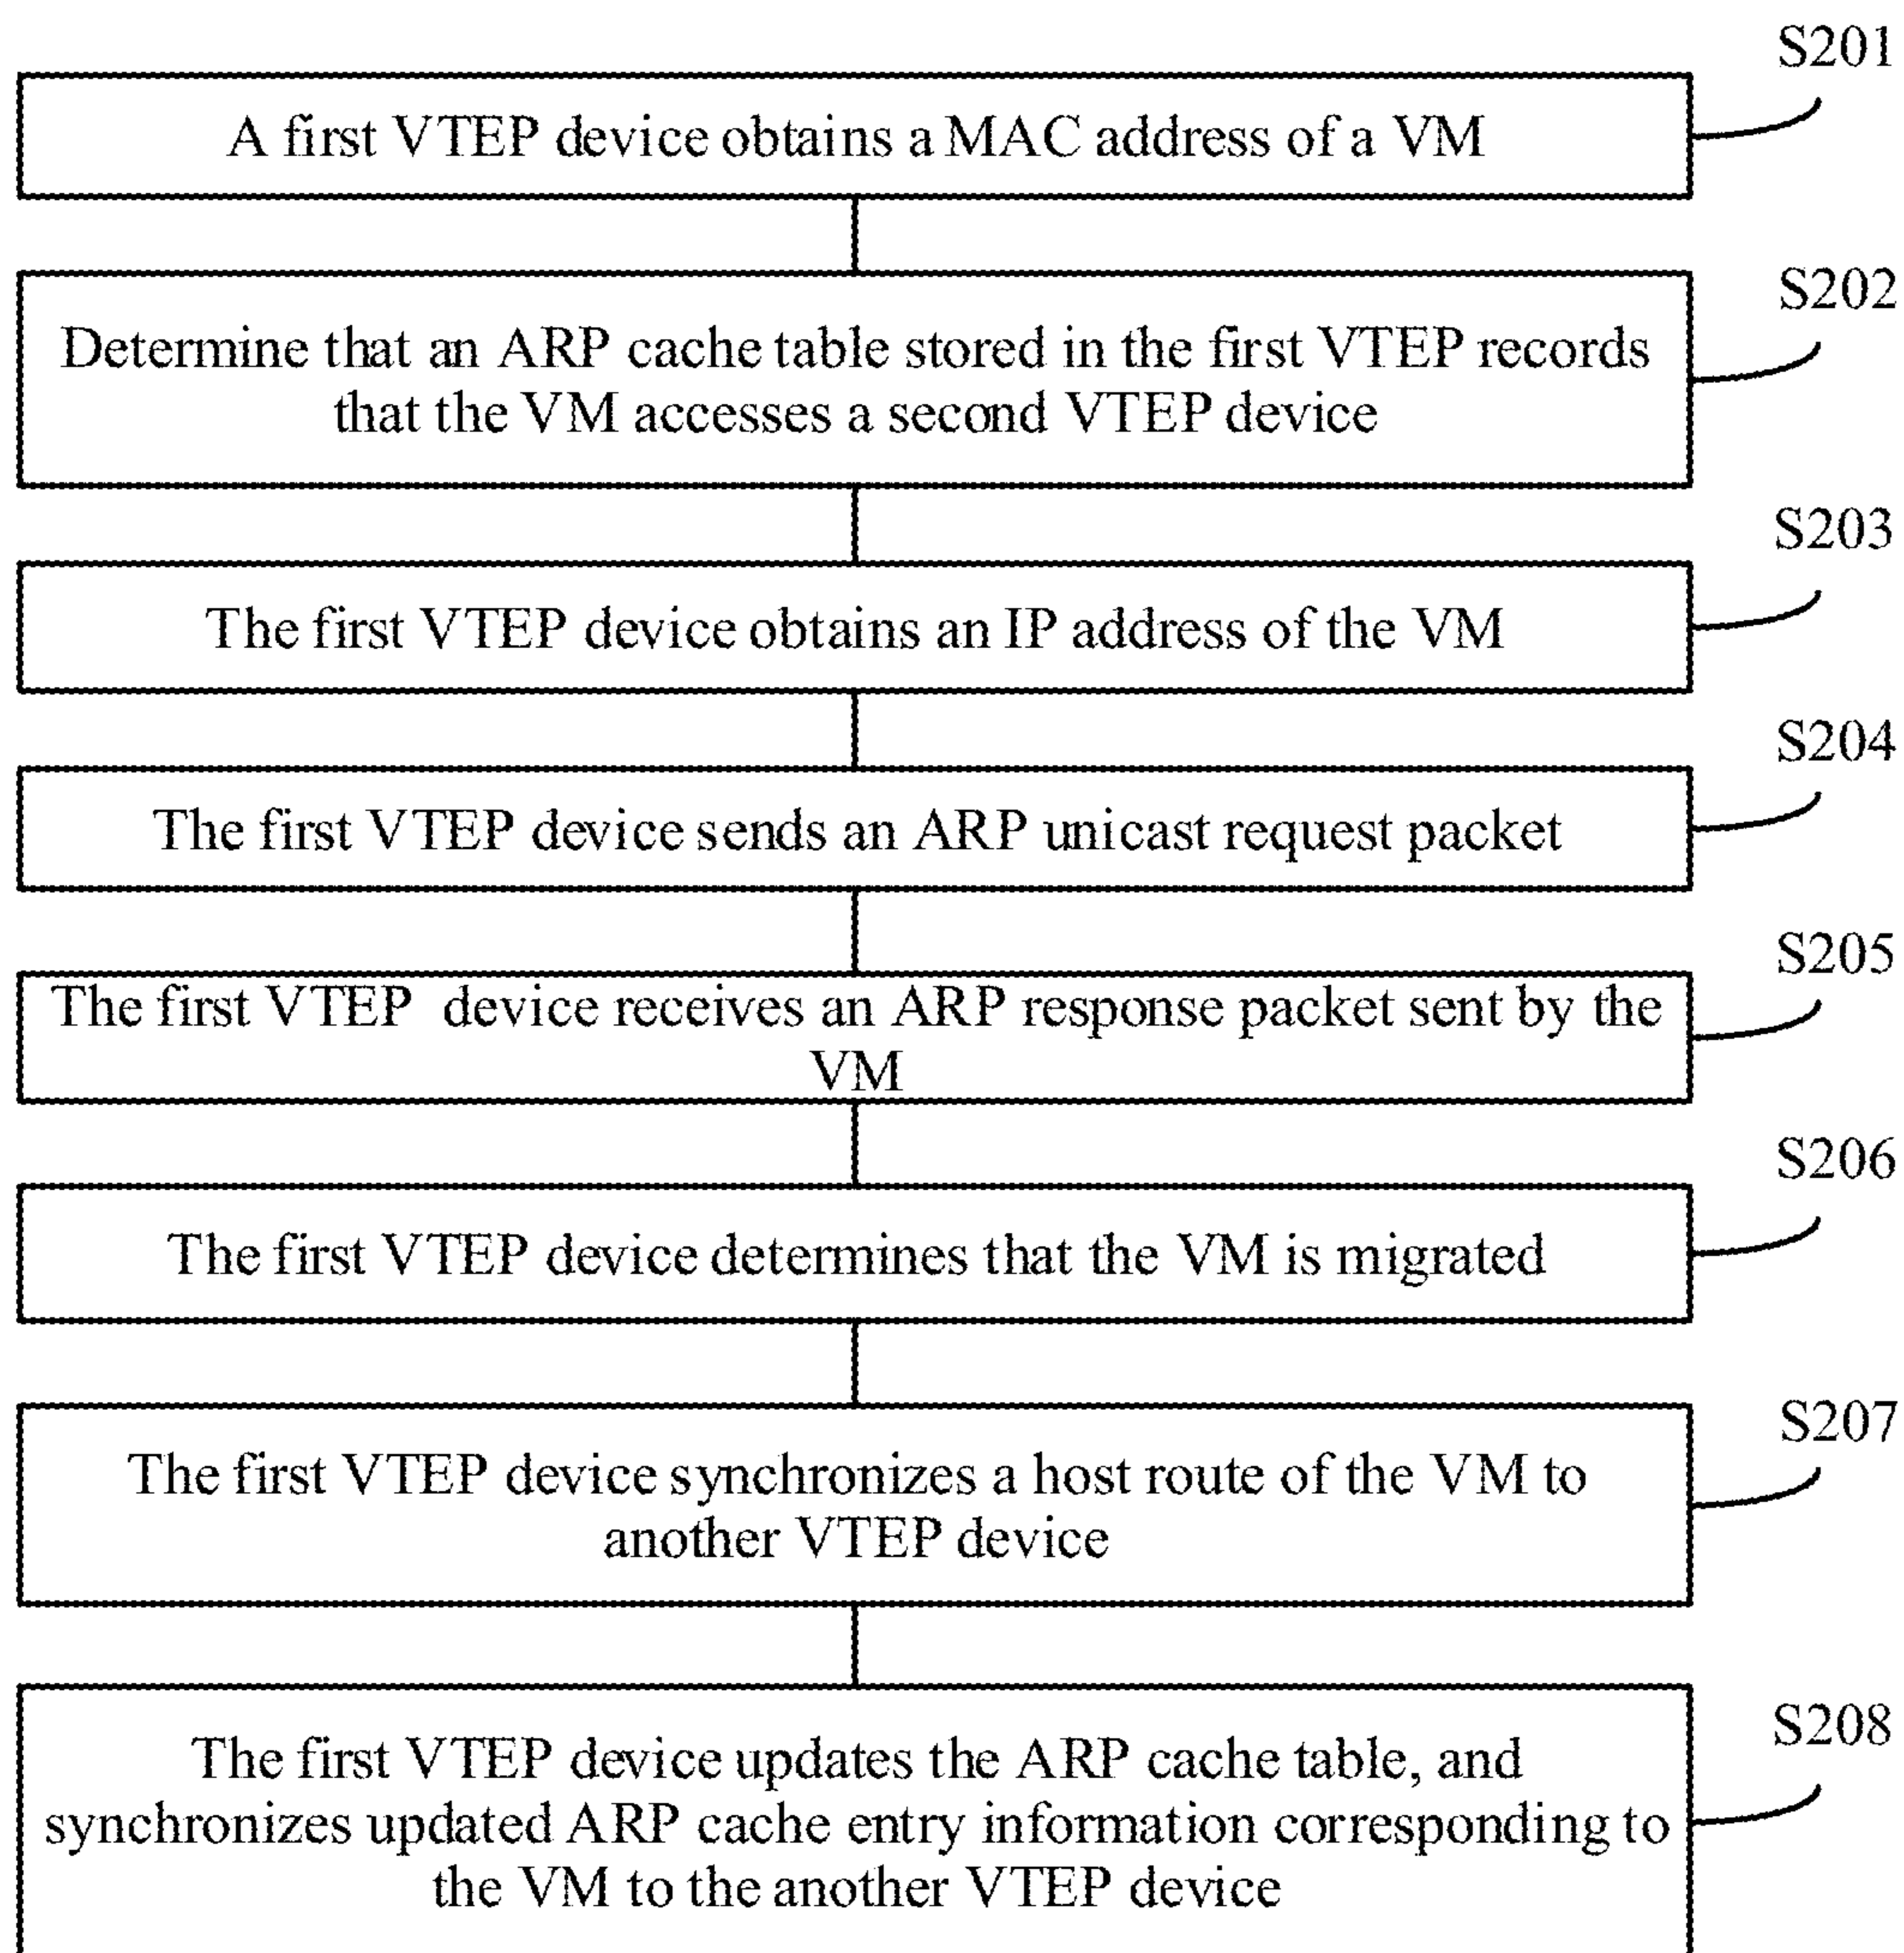 S201
A first VTEP device obtains a MAC address of a VM
S202
Determine that an ARP cache table stored in the first VTEP records
that the VM accesses a second VTEP device
S203
The first VTEP device obtains an IP address of the VM
S204
The first VTEP device sends an ARP unicast request packet
S205
The first VTEP device receives an ARP response packet sent by the
VM
S206
The first VTEP device determines that the VM is migrated
S207
The first VTEP device synchronizes a host route of the VM to
another VTEP device
S208
The first VTEP device updates the ARP cache table, and
synchronizes updated ARP cache entry information corresponding to
the VM to the another VTEP device